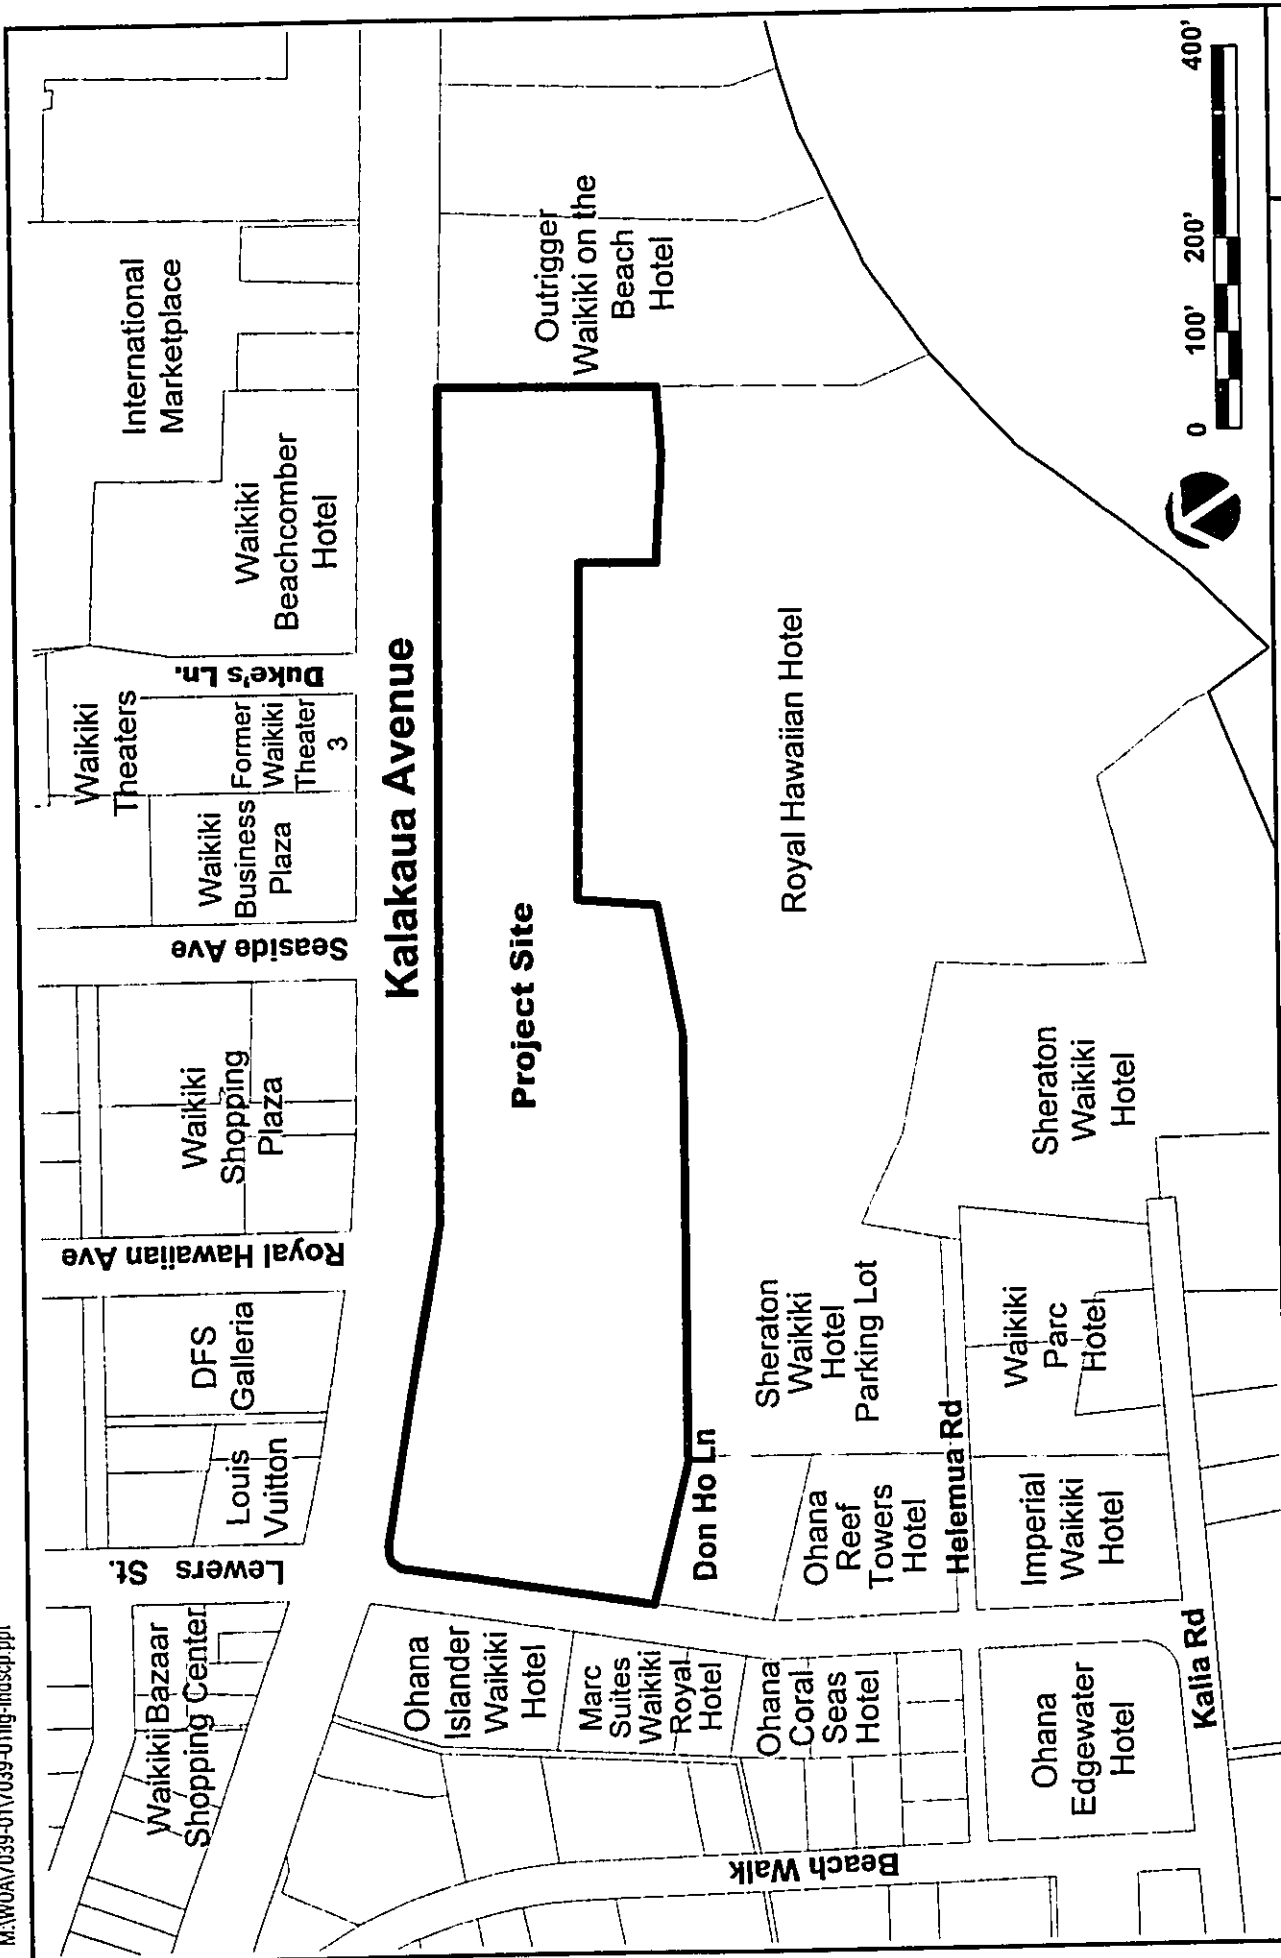 M:\WOA\7039-01\7039-01fig-indscp.ppt
Waikiki Bazaar
Shopping Center
Lewers St.
Louis
Vuitton
DFS
Galleria
Royal Hawaiian Ave
Waikiki
Shopping
Plaza
Seaside Ave
Waikiki
Business
Plaza
Waikiki
Theaters
Former
Waikiki
Theater
3
Duke's Ln.
Waikiki
Beachcomber
Hotel
International
Marketplace
Kalakaua Avenue
Project Site
Outrigger
Waikiki on the
Beach
Hotel
Ohana
Islander
Waikiki
Hotel
Marc
Suites
Waikiki
Royal
Hotel
Ohana
Coral
Seas
Hotel
Don Ho Ln
Sheraton
Waikiki
Hotel
Parking Lot
Royal Hawaiian Hotel
Ohana
Reef
Towers
Hotel
Helemua Rd
Beach Walk
Ohana
Edgewater
Hotel
Imperial
Waikiki
Hotel
Waikiki
Parc
Hotel
Sheraton
Waikiki
Hotel
Kalia Rd
0
100'
200'
400'